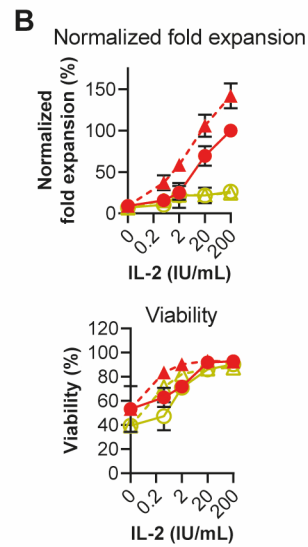 B
Normalized fold expansion
Normalized
fold expansion (%)
150
100
50
0
0 0.2 2 20 200
IL-2 (IU/mL)
Viability
Viability (%)
120
100
80
60
40
20
0
0 0.2 2 20 200
IL-2 (IU/mL)